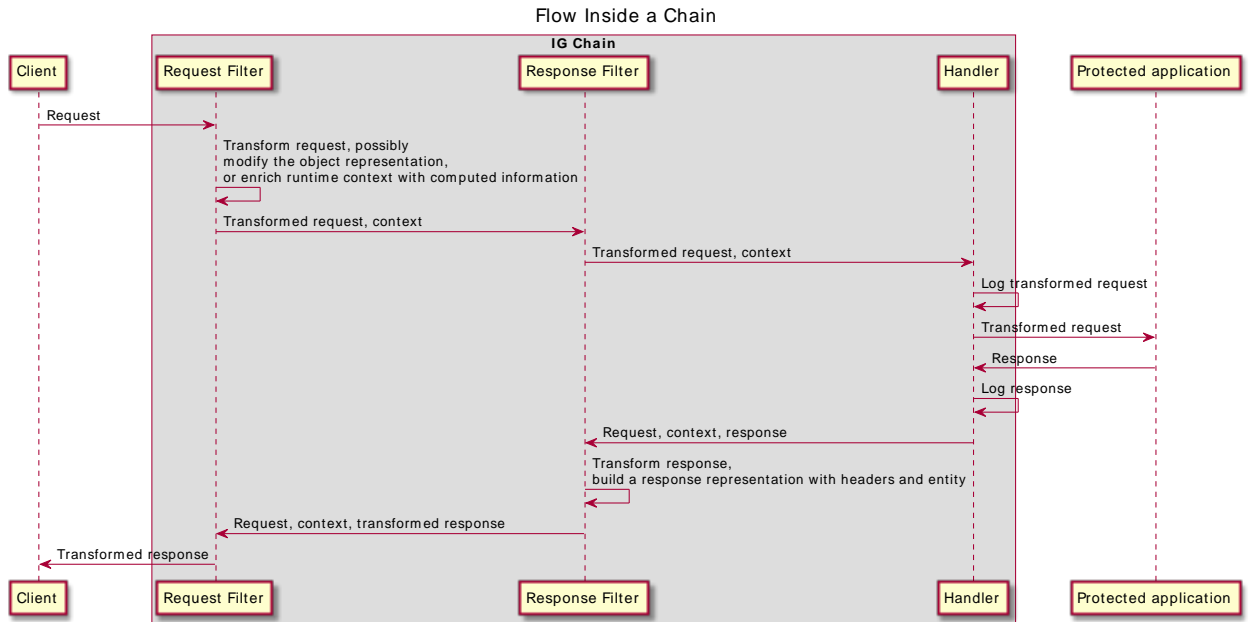 Flow Inside a Chain
IG Chain
Client
Request Filter
Response Filter
Handler
Protected application
Request
Transform request, possibly
modify the object representation,
or enrich runtime context with computed information
Transformed request, context
Transformed request, context
Log transformed request
Transformed request
Response
Log response
Request, context, response
Transform response,
build a response representation with headers and entity
Request, context, transformed response
Transformed response
Client
Request Filter
Response Filter
Handler
Protected application